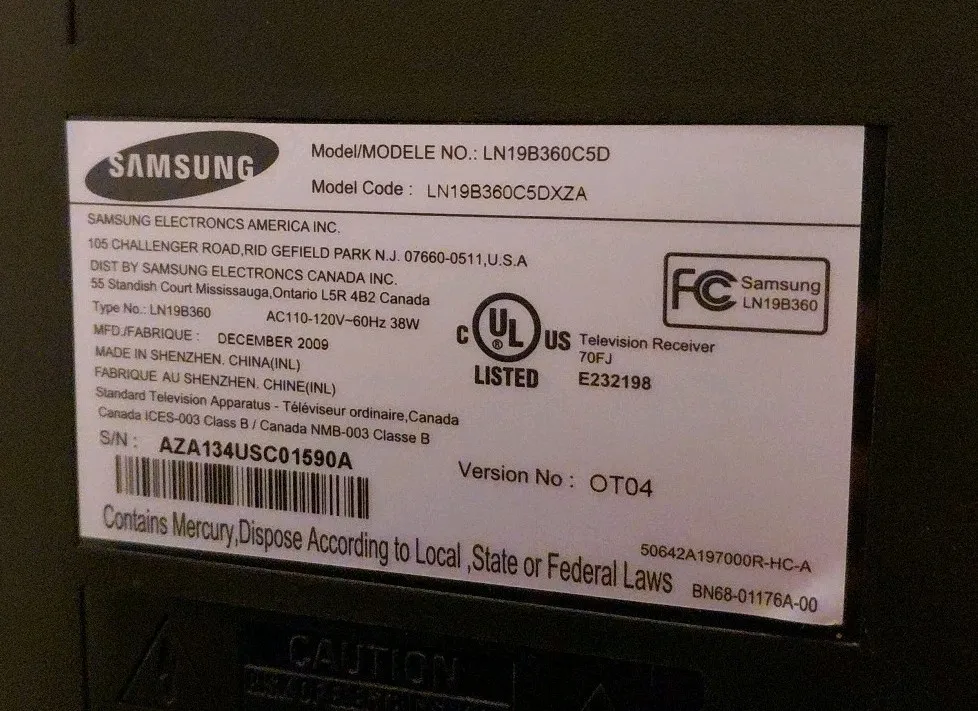 SAMSUNG
Model/MODELE NO.: LN19B360C5D
Model Code : LN19B360C5DXZA
SAMSUNG ELECTRONCS AMERICA INC.
105 CHALLENGER ROAD,RID GEFIELD PARK N.J. 07660-0511,U.S.A
DIST BY SAMSUNG ELECTRONICS CANADA INC.
55 Standish Court Mississauga,Ontario L5R 4B2 Canada
Type No.: LN19B360 AC110-120V~60Hz 38W
MFD./FABRIQUE : DECEMBER 2009
MADE IN SHENZHEN. CHINA(INL)
FABRIQUE AU SHENZHEN. CHINE(INL)
Standard Television Apparatus - Téléviseur ordinaire,Canada
Canada ICES-003 Class B / Canada NMB-003 Classe B
S/N : AZA134USC01590A
C UL ® US
LISTED
Television Receiver
70FJ
E232198
FC Samsung
LN19B360
Version No : OT04
Contains Mercury,Dispose According to Local ,State or Federal Laws
50642A197000R-HC-A
BN68-01176A-00
CAUTION